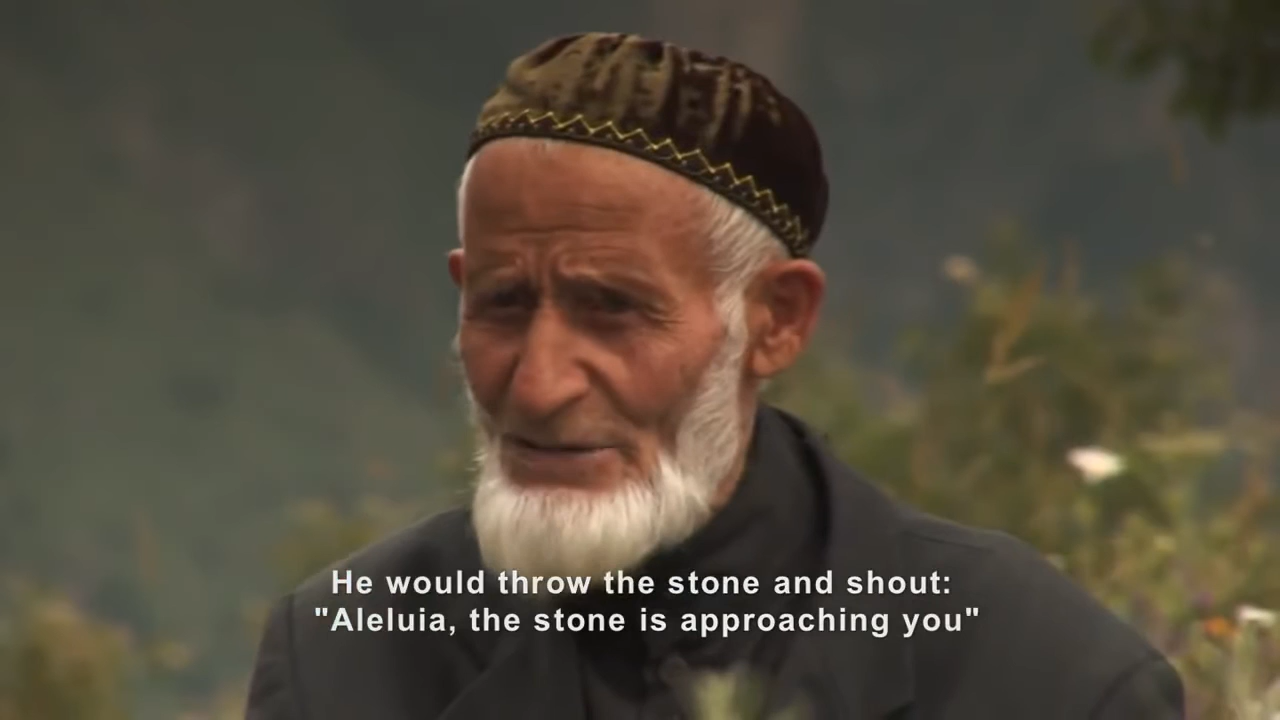 He would throw the stone and shout:
"Aleluia, the stone is approaching you"